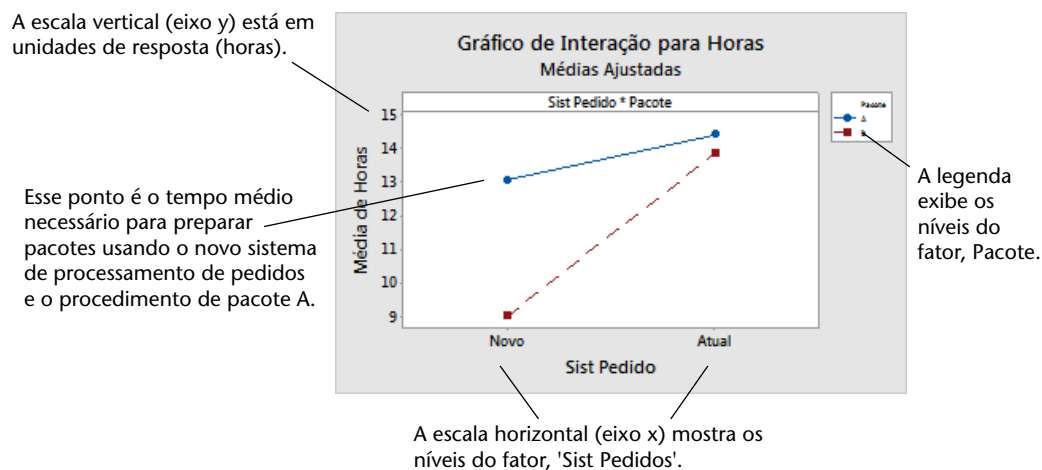 A escala vertical (eixo y) está em
unidades de resposta (horas).
Gráfico de Interação para Horas
Médias Ajustadas
Sist Pedido * Pacote
15
14
13
12
11
10
9
Média de Horas
Novo
Atual
Sist Pedido
Pacote
A
B
Esse ponto é o tempo médio
necessário para preparar
pacotes usando o novo sistema
de processamento de pedidos
e o procedimento de pacote A.
A legenda
exibe os
níveis do
fator, Pacote.
A escala horizontal (eixo x) mostra os
níveis do fator, 'Sist Pedidos'.